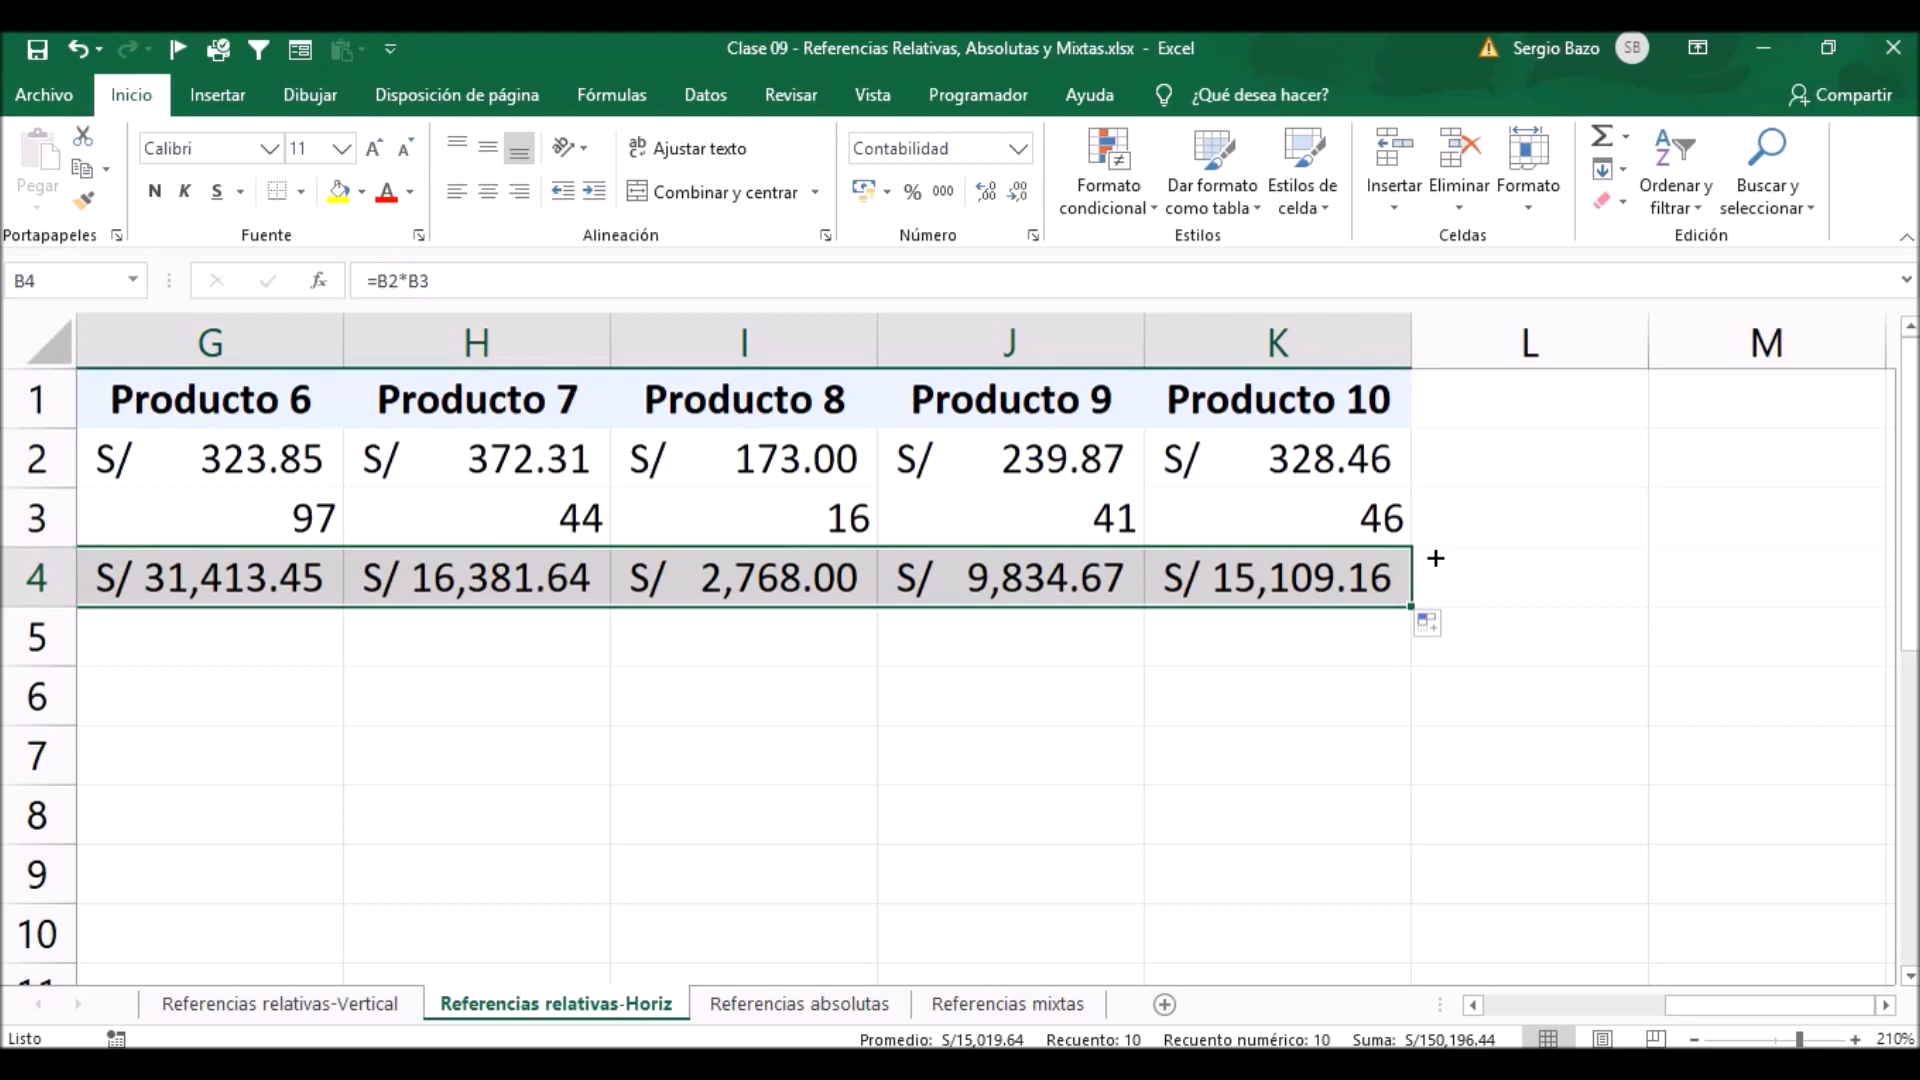 Clase 09 - Referencias Relativas, Absolutas y Mixtas.xlsx - Excel
Sergio Bazo SB
Archivo Inicio Insertar Dibujar Disposición de página Fórmulas Datos Revisar Vista Programador Ayuda ¿Qué desea hacer? Compartir
Pegar
Calibri 11
N K S
Ajustar texto
Combinar y centrar
Contabilidad
% 000
Formato condicional
Dar formato como tabla
Estilos de celda
Insertar Eliminar Formato
Ordenar y filtrar
Buscar y seleccionar
Portapapeles Fuente Alineación Número Estilos Celdas Edición
B4 fx =B2*B3
G H I J K L M
1 Producto 6 Producto 7 Producto 8 Producto 9 Producto 10
2 S/ 323.85 S/ 372.31 S/ 173.00 S/ 239.87 S/ 328.46
3 97 44 16 41 46
4 S/ 31,413.45 S/ 16,381.64 S/ 2,768.00 S/ 9,834.67 S/ 15,109.16
5
6
7
8
9
10
11
Referencias relativas-Vertical Referencias relativas-Horiz Referencias absolutas Referencias mixtas
Listo Promedio: S/15,019.64 Recuento: 10 Recuento numérico: 10 Suma: S/150,196.44 210%